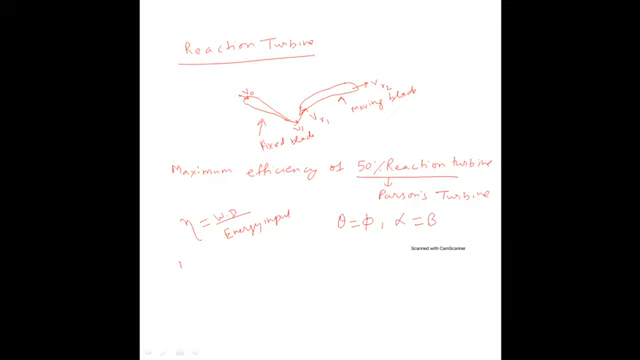 Reaction Turbine
V0
Vr2
Moving blade
Vr1
V1
Fixed blade
Maximum efficiency of 50% Reaction turbine
Parson's Turbine
η = W.D / Energy input
θ = ϕ, α = β
Scanned with CamScanner